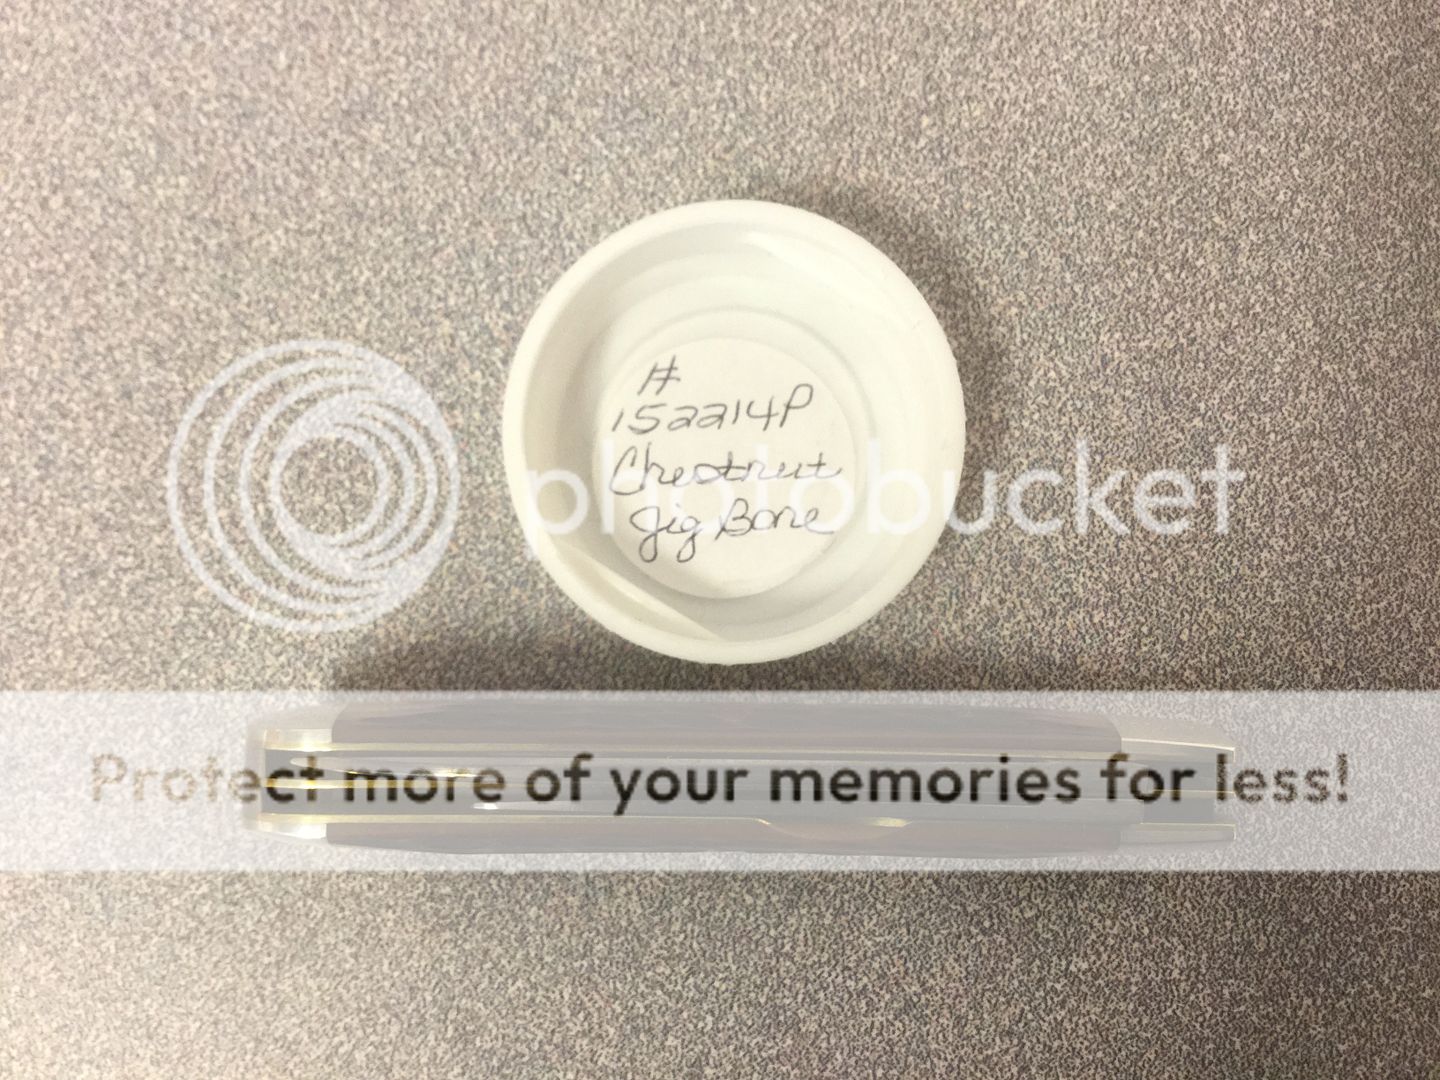 #
152214P
Chestnut
Jig Bone
photobucket
Protect more of your memories for less!